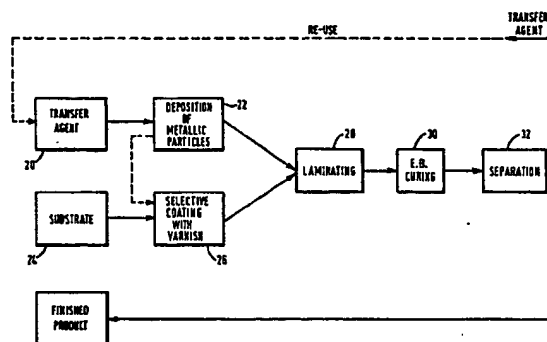 TRANSFER
AGENT
RE-USE
TRANSFER
AGENT
20
DEPOSITION
OF
METALLIC
PARTICLES
22
SUBSTRATE
24
SELECTIVE
COATING
WITH
VARNISH
26
LAMINATING
28
E.B.
CURING
30
SEPARATION
32
FINISHED
PRODUCT